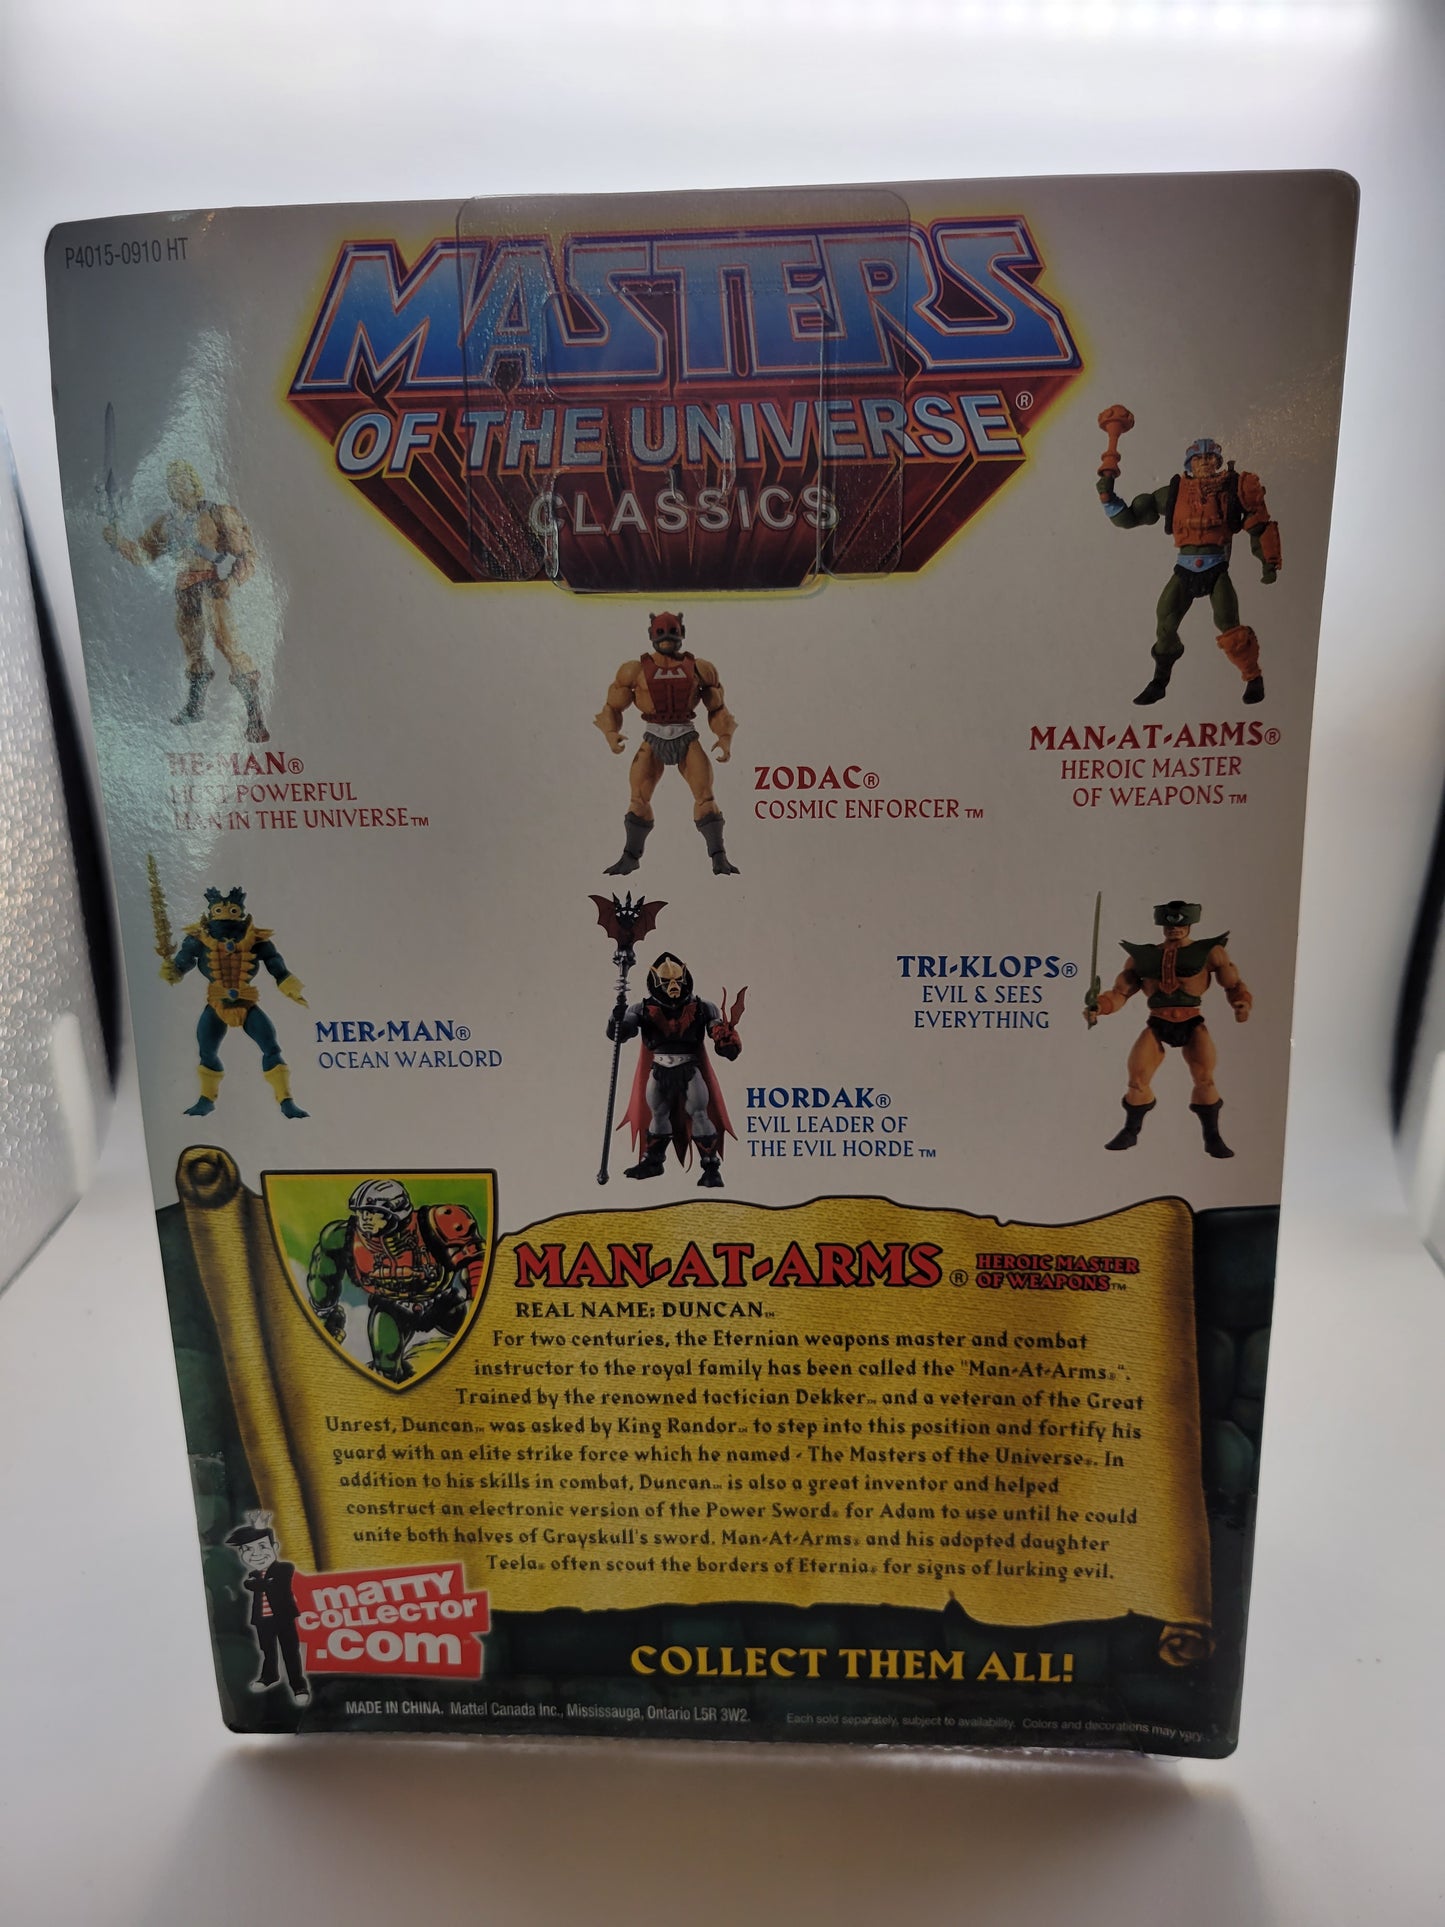 P4015-0910 HT
MASTERS
OF THE UNIVERSE®
CLASSICS
HE-MAN®
MOST POWERFUL
MAN IN THE UNIVERSE™
ZODAC®
COSMIC ENFORCER™
MAN-AT-ARMS®
HEROIC MASTER
OF WEAPONS™
MER-MAN®
OCEAN WARLORD
HORDAK®
EVIL LEADER OF
THE EVIL HORDE™
TRI-KLOPS®
EVIL & SEES
EVERYTHING
MAN-AT-ARMS®
HEROIC MASTER
OF WEAPONS™
REAL NAME: DUNCAN™
For two centuries, the Eternian weapons master and combat
instructor to the royal family has been called the "Man-At-Arms®".
Trained by the renowned tactician Dekker™ and a veteran of the Great
Unrest, Duncan™ was asked by King Randor™ to step into this position and fortify his
guard with an elite strike force which he named - The Masters of the Universe®. In
addition to his skills in combat, Duncan™ is also a great inventor and helped
construct an electronic version of the Power Sword® for Adam to use until he could
unite both halves of Grayskull's sword. Man-At-Arms® and his adopted daughter
Teela® often scout the borders of Eternia® for signs of lurking evil.
maTTY
COLLecTor
.com™
COLLECT THEM ALL!
MADE IN CHINA. Mattel Canada Inc., Mississauga, Ontario L5R 3W2.
Each sold separately, subject to availability. Colors and decorations may vary.